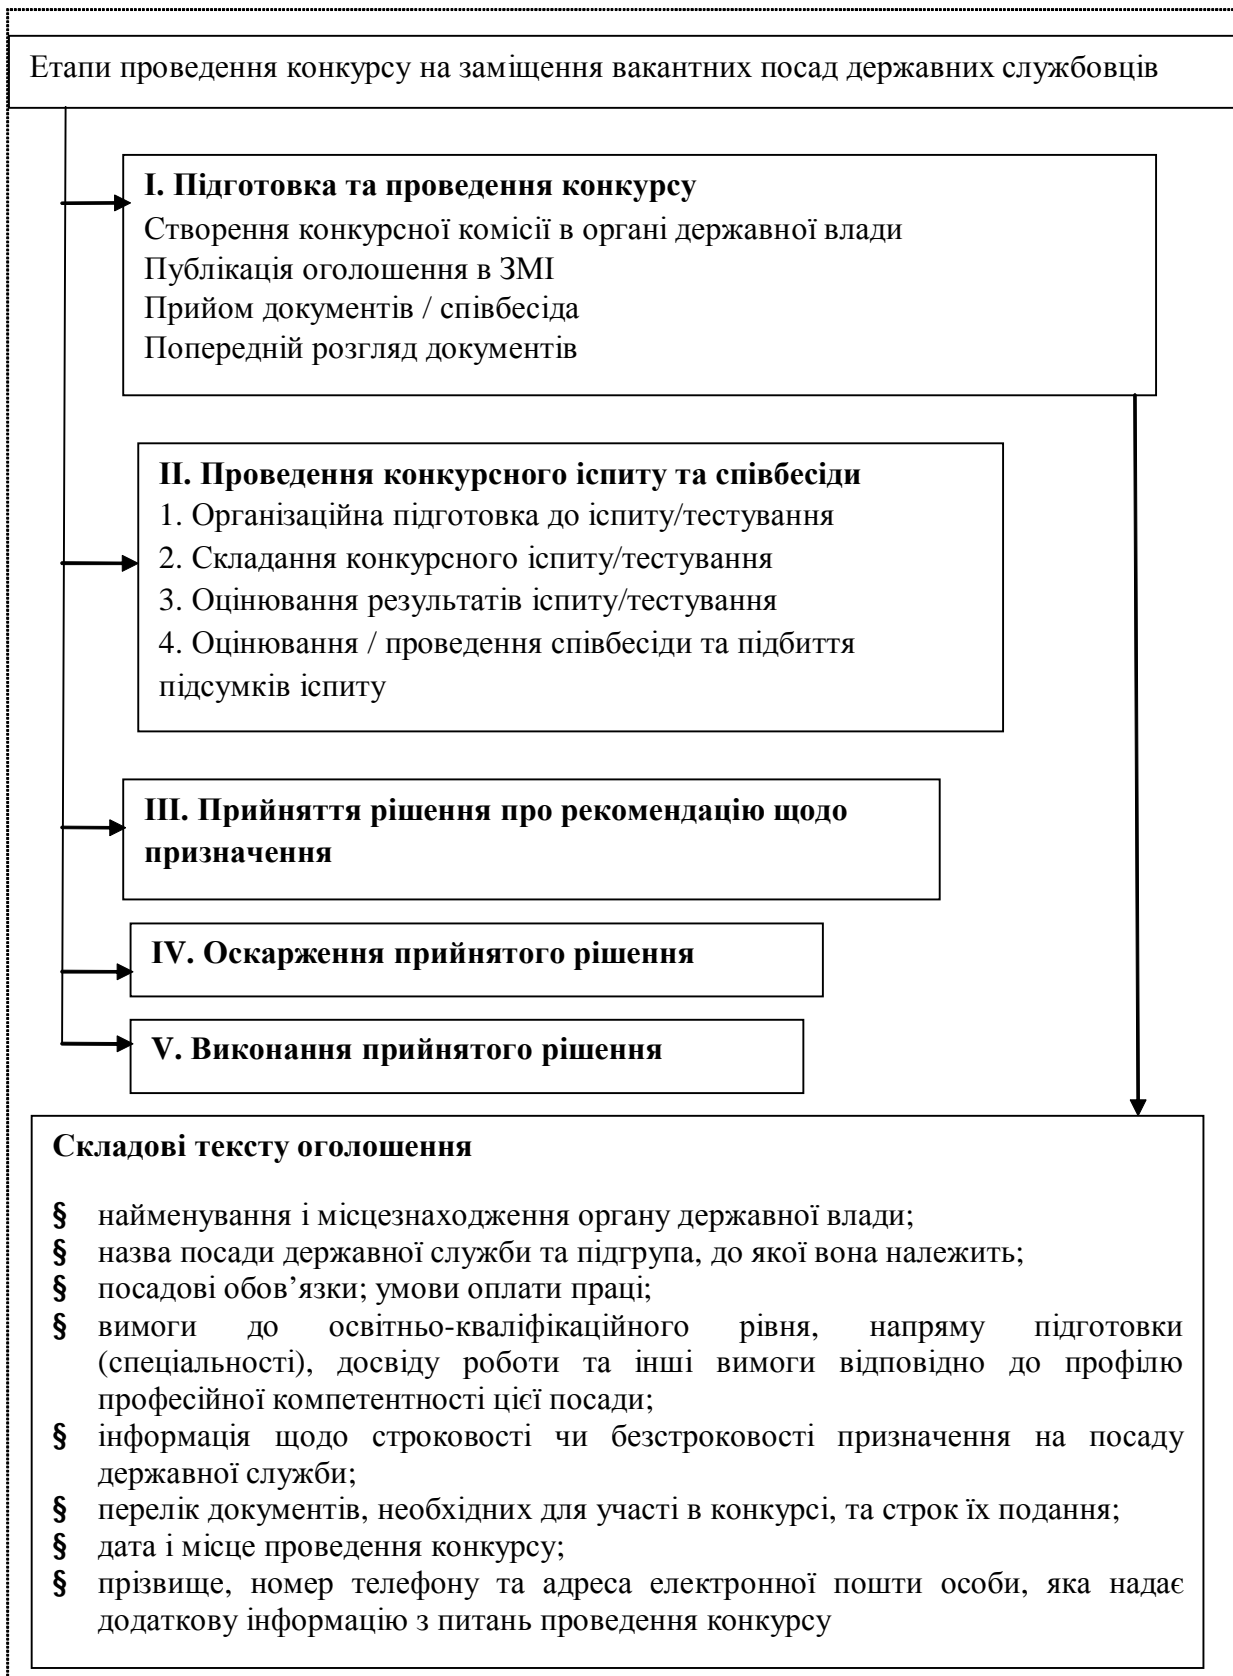 Етапи проведення конкурсу на заміщення вакантних посад державних службовців
І. Підготовка та проведення конкурсу
Створення конкурсної комісії в органі державної влади
Публікація оголошення в ЗМІ
Прийом документів / співбесіда
Попередній розгляд документів
ІІ. Проведення конкурсного іспиту та співбесіди
1. Організаційна підготовка до іспиту/тестування
2. Складання конкурсного іспиту/тестування
3. Оцінювання результатів іспиту/тестування
4. Оцінювання / проведення співбесіди та підбиття
підсумків іспиту
ІІІ. Прийняття рішення про рекомендацію щодо
призначення
IV. Оскарження прийнятого рішення
V. Виконання прийнятого рішення
Складові тексту оголошення
§ найменування і місцезнаходження органу державної влади;
§ назва посади державної служби та підгрупа, до якої вона належить;
§ посадові обов’язки; умови оплати праці;
§ вимоги до освітньо-кваліфікаційного рівня, напряму підготовки
(спеціальності), досвіду роботи та інші вимоги відповідно до профілю
професійної компетентності цієї посади;
§ інформація щодо строковості чи безстроковості призначення на посаду
державної служби;
§ перелік документів, необхідних для участі в конкурсі, та строк їх подання;
§ дата і місце проведення конкурсу;
§ прізвище, номер телефону та адреса електронної пошти особи, яка надає
додаткову інформацію з питань проведення конкурсу